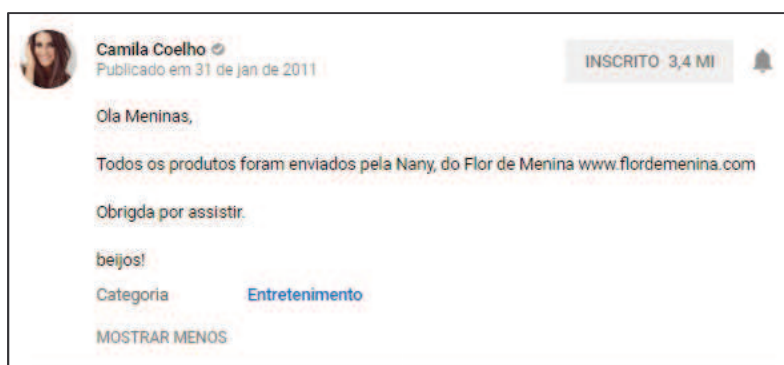 Camila Coelho
Publicado em 31 de jan de 2011
INSCRITO 3,4 MI
Ola Meninas,
Todos os produtos foram enviados pela Nany, do Flor de Menina www.flordemenina.com
Obrigda por assistir.
beijos!
Categoria Entretenimento
MOSTRAR MENOS